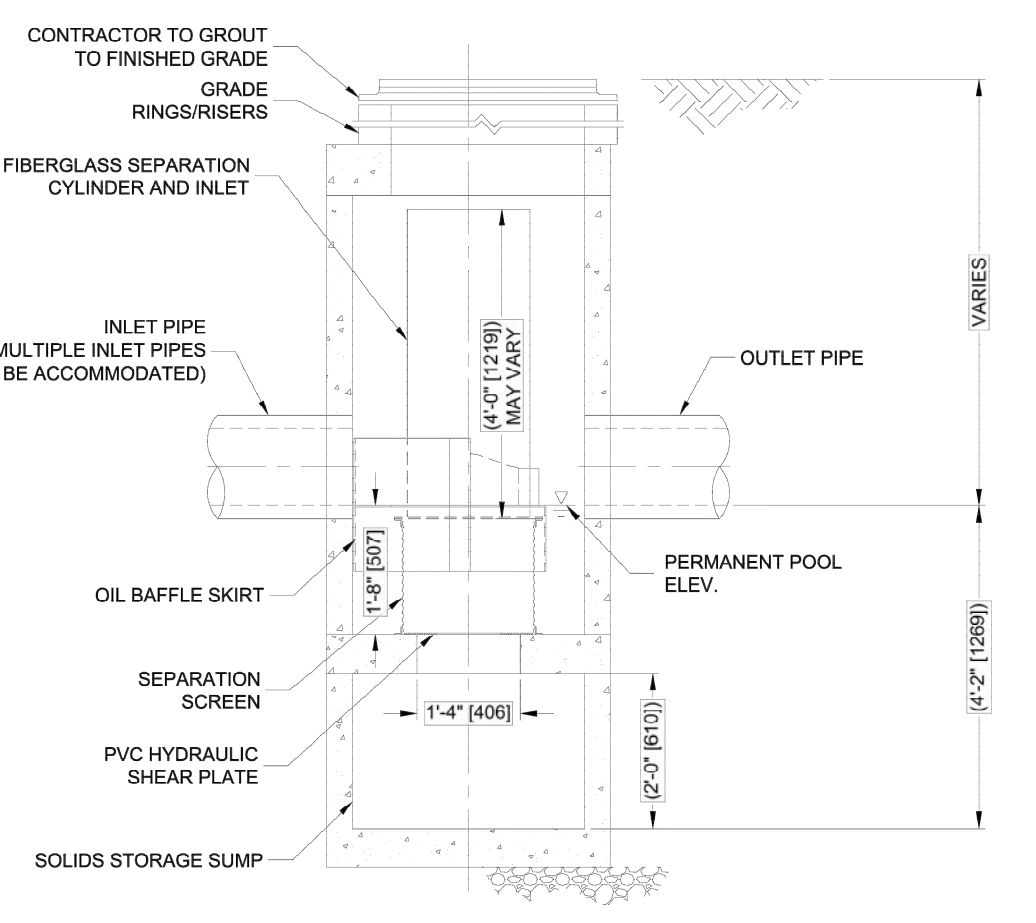 CONTRACTOR TO GROUT
TO FINISHED GRADE
GRADE
RINGS/RISERS
FIBERGLASS SEPARATION
CYLINDER AND INLET
(4'-0" [1219])
MAY VARY
VARIES
INLET PIPE
MULTIPLE INLET PIPES
BE ACCOMMODATED)
OUTLET PIPE
PERMANENT POOL
ELEV.
1'-8" [507]
OIL BAFFLE SKIRT
(4'-2" [1269])
SEPARATION
SCREEN
1'-4" [406]
(2'-0" [610])
PVC HYDRAULIC
SHEAR PLATE
SOLIDS STORAGE SUMP